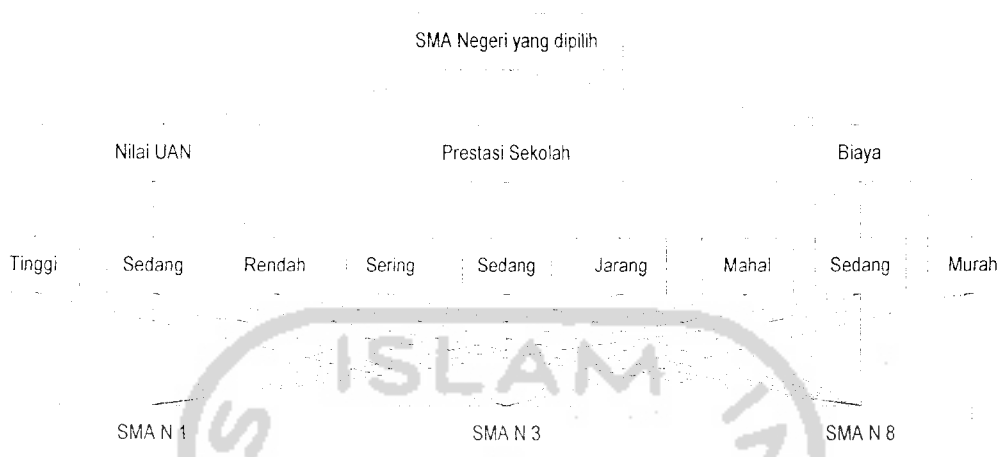 SMA Negeri yang dipilih
Nilai UAN Prestasi Sekolah Biaya
Tinggi Sedang Rendah Sering Sedang Jarang Mahal Sedang Murah
ISLAM
SMA N 1 SMA N 3 SMA N 8